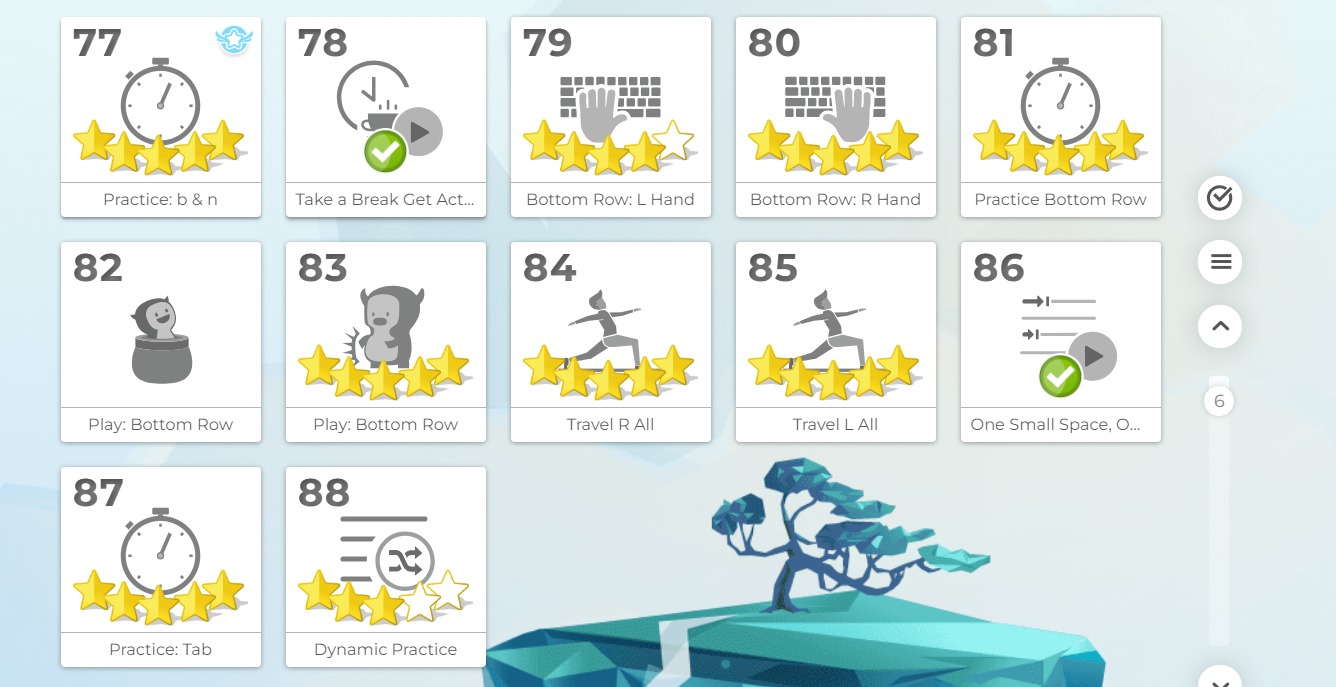 77
Practice: b & n
78
Take a Break Get Act...
79
Bottom Row: L Hand
80
Bottom Row: R Hand
81
Practice Bottom Row
82
Play: Bottom Row
83
Play: Bottom Row
84
Travel R All
85
Travel L All
86
One Small Space, O...
6
87
Practice: Tab
88
Dynamic Practice